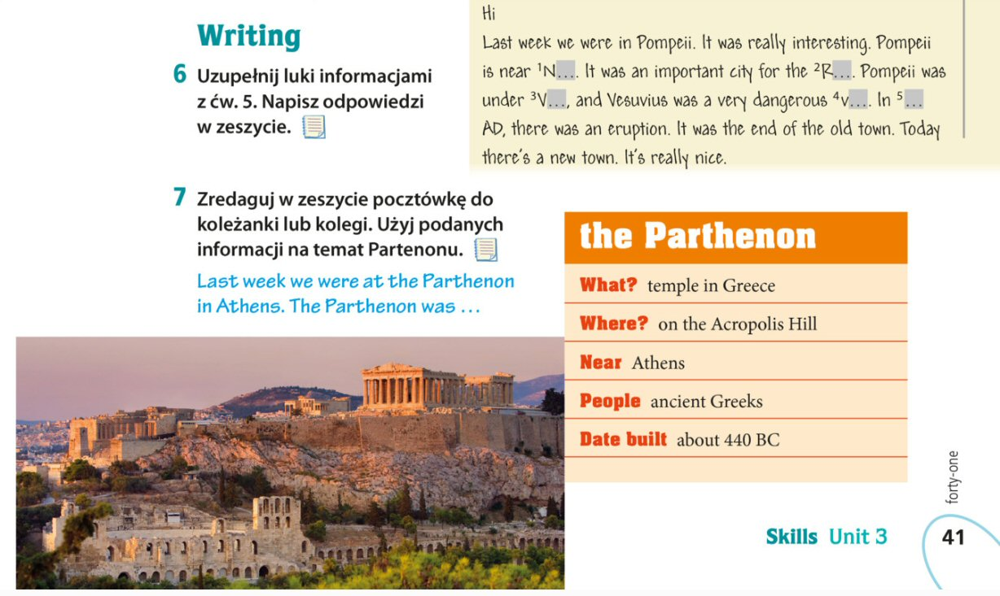 Writing
6 Uzupełnij luki informacjami
z ćw. 5. Napisz odpowiedzi
w zeszycie.
Hi
Last week we were in Pompeii. It was really interesting. Pompeii
is near ¹N.... It was an important city for the ²R.... Pompeii was
under ³V..., and Vesuvius was a very dangerous ⁴v.... In ⁵...
AD, there was an eruption. It was the end of the old town. Today
there's a new town. It's really nice.
7 Zredaguj w zeszycie pocztówkę do
koleżanki lub kolegi. Użyj podanych
informacji na temat Partenonu.
Last week we were at the Parthenon
in Athens. The Parthenon was ...
the Parthenon
What? temple in Greece
Where? on the Acropolis Hill
Near Athens
People ancient Greeks
Date built about 440 BC
forty-one
Skills Unit 3 41